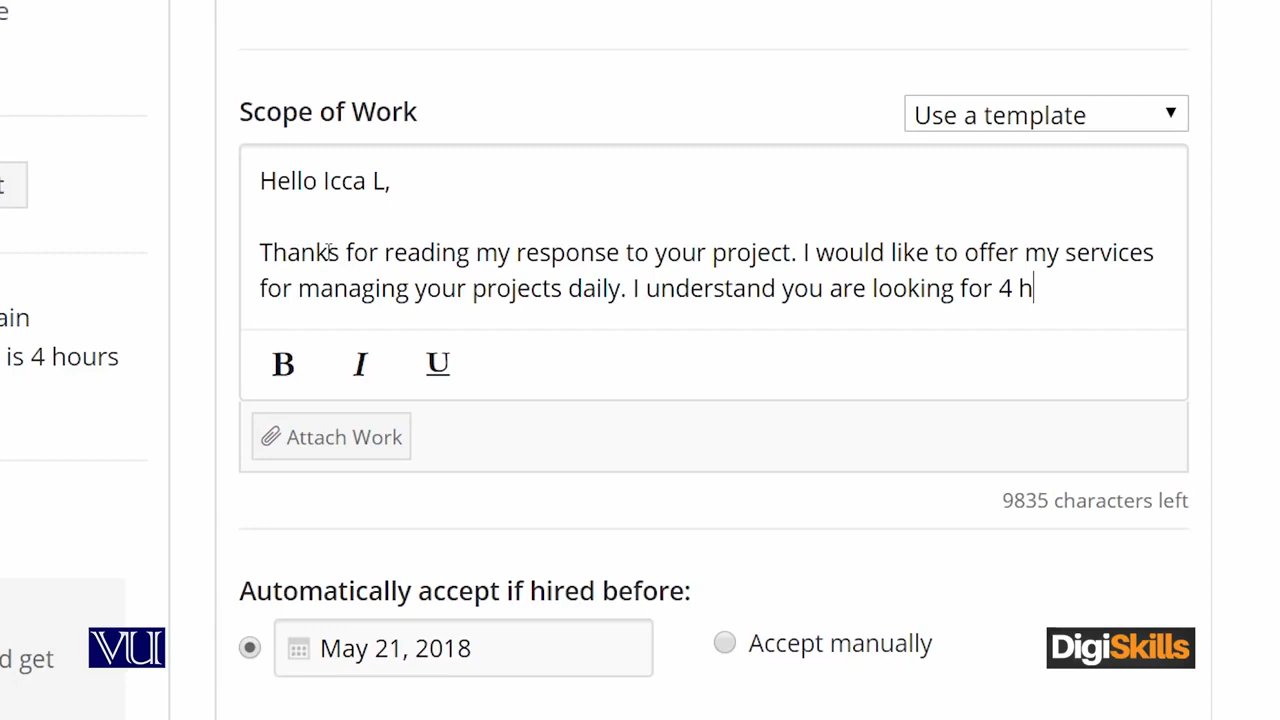 e
Scope of Work
Use a template
Hello Icca L,
t
Thanks for reading my response to your project. I would like to offer my services
for managing your projects daily. I understand you are looking for 4 h
ain
is 4 hours
B I U
Attach Work
9835 characters left
Automatically accept if hired before:
d get
VU
May 21, 2018
Accept manually
DigiSkills